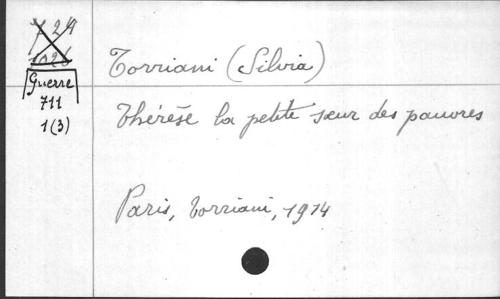 Guerre
711
1(3)
Torriani (Silvia)
Thérèse la petite sœur des pauvres
Paris, Torriani, 1914